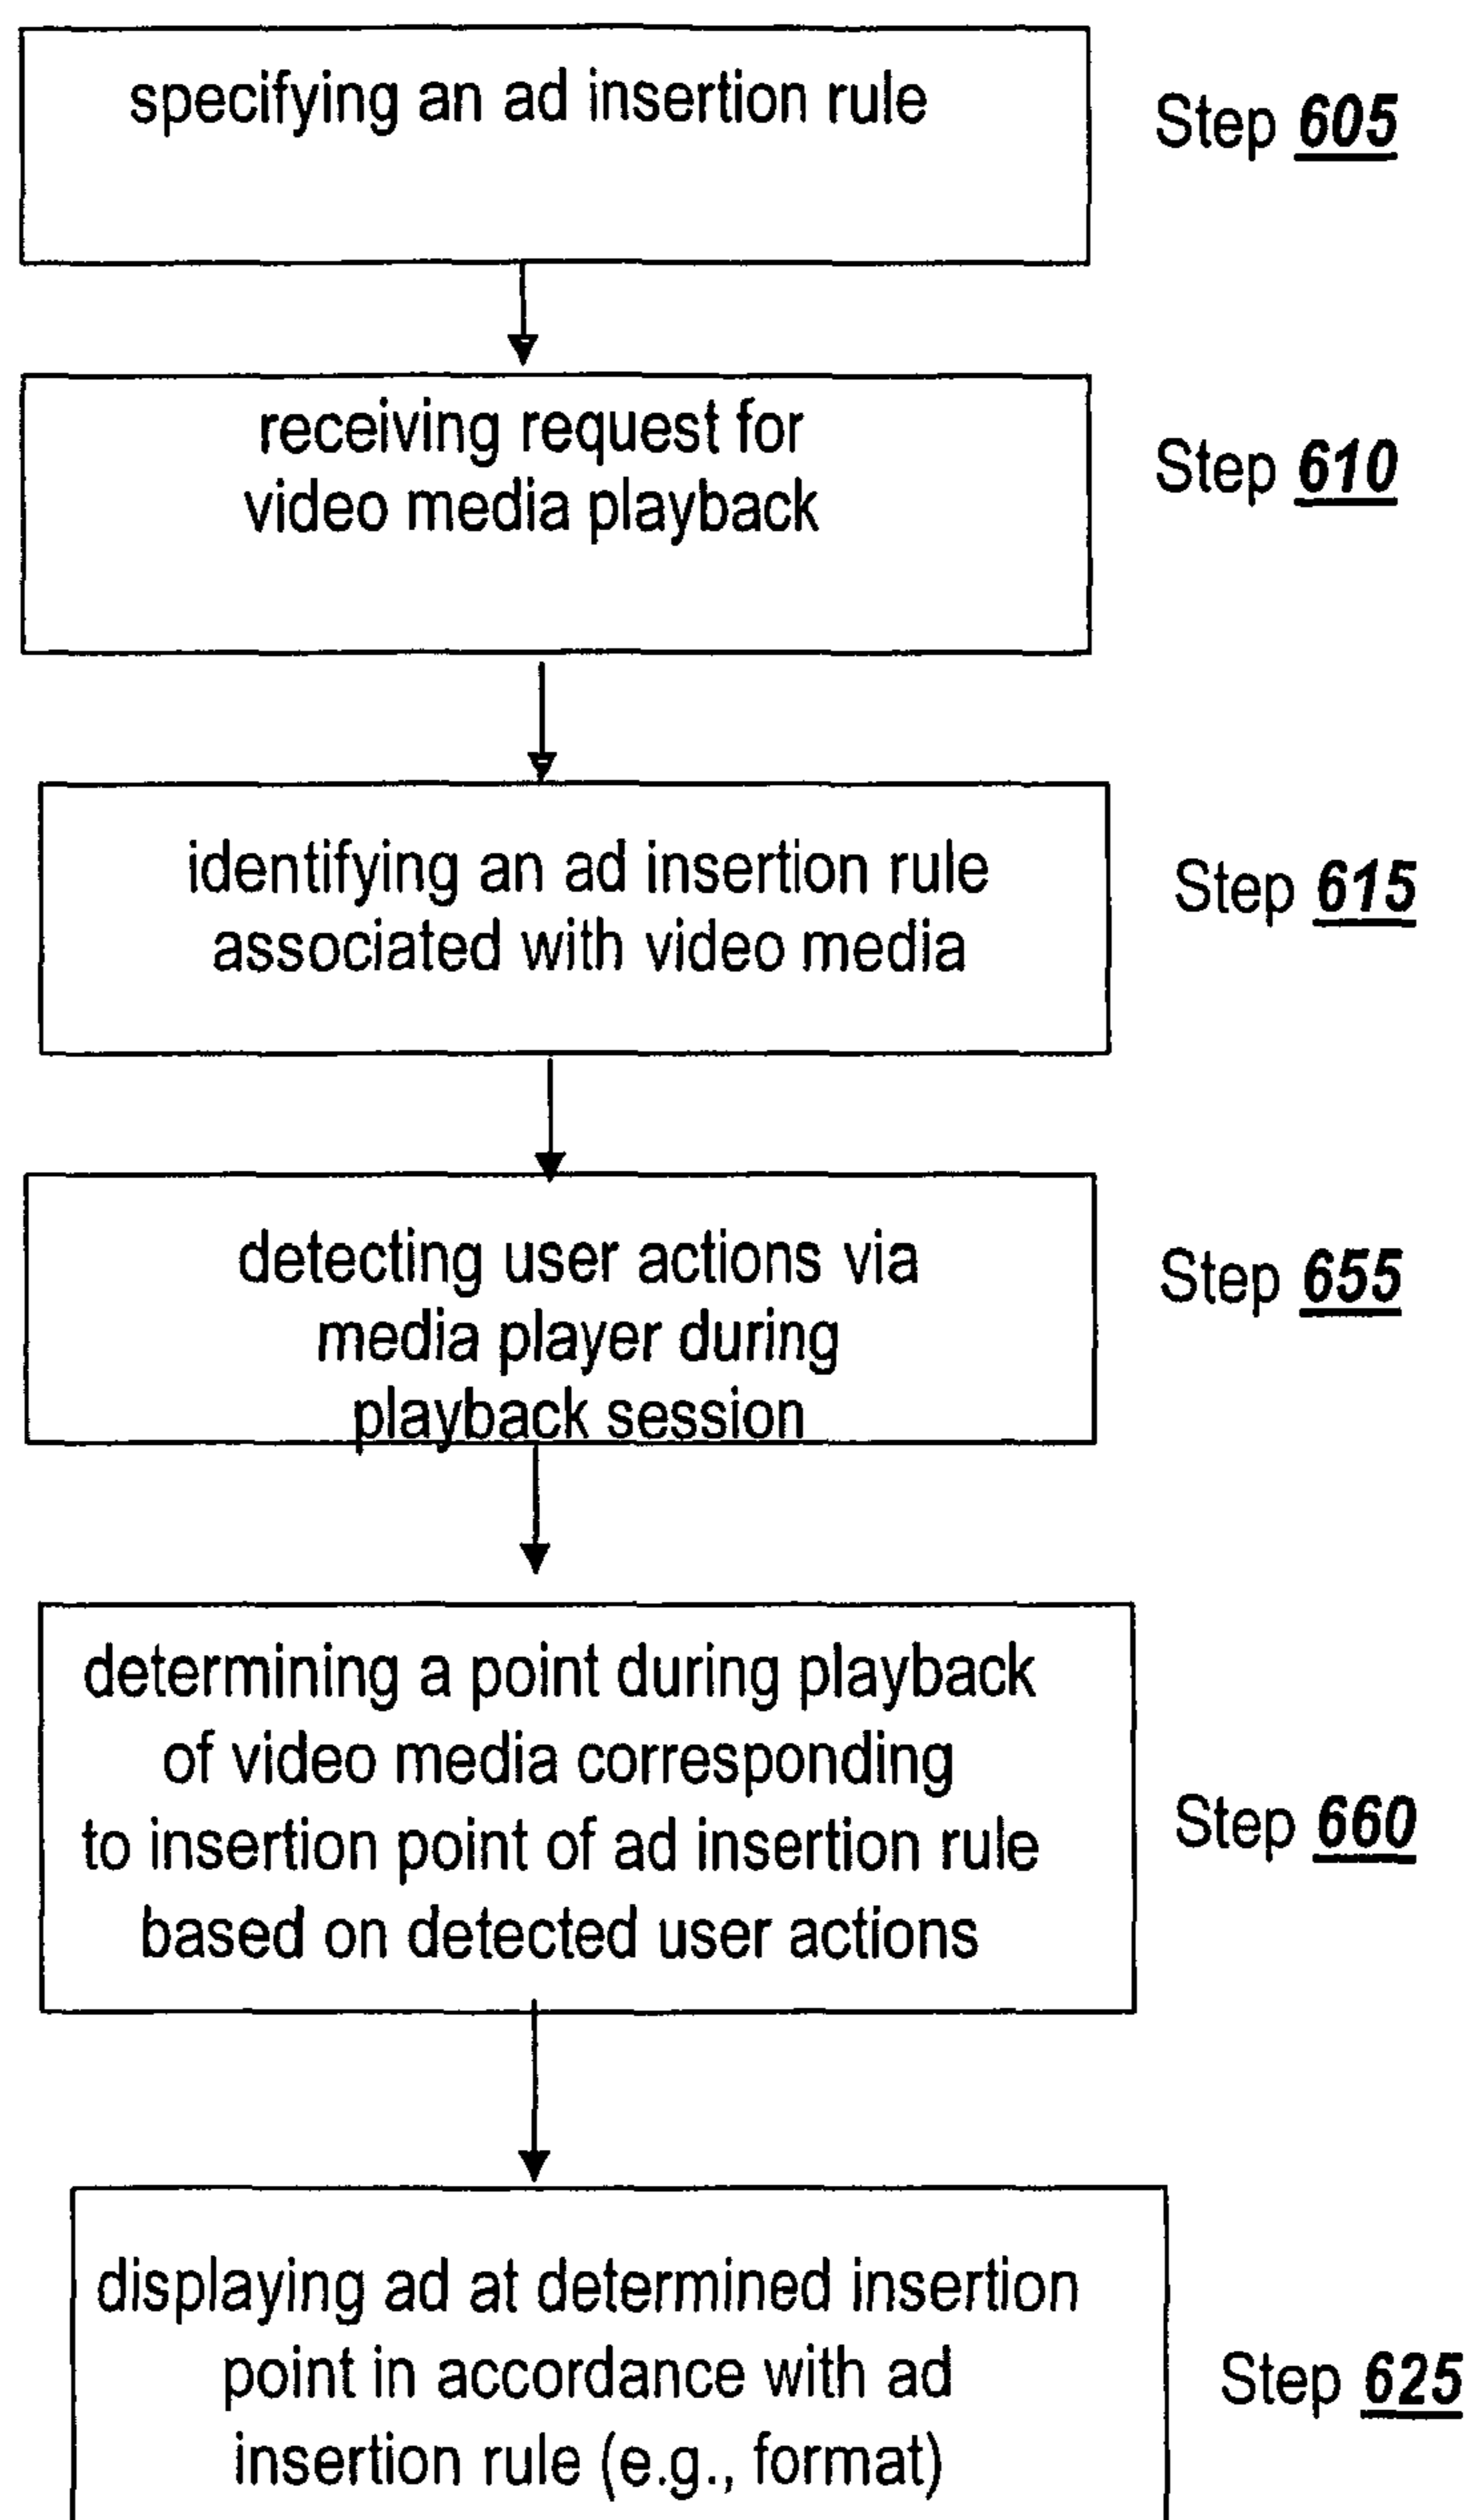 specifying an ad insertion rule
Step 605
receiving request for
video media playback
Step 610
identifying an ad insertion rule
associated with video media
Step 615
detecting user actions via
media player during
playback session
Step 655
determining a point during playback
of video media corresponding
to insertion point of ad insertion rule
based on detected user actions
Step 660
displaying ad at determined insertion
point in accordance with ad
insertion rule (e.g., format)
Step 625